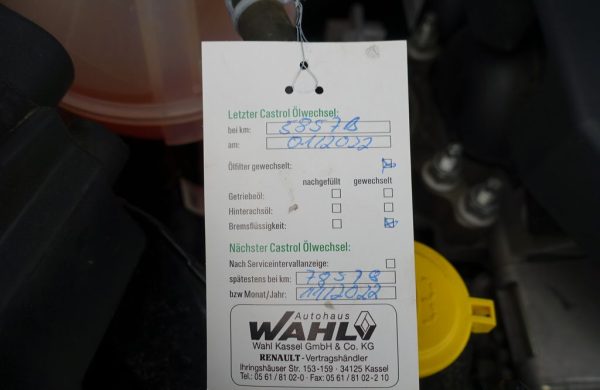 Letzter Castrol Ölwechsel:
bei km: 58578
am: 01/2022
Ölfilter gewechselt:
nachgefüllt gewechselt
Getriebeöl:
Hinterachsöl:
Bremsflüssigkeit:
Nächster Castrol Ölwechsel:
Nach Serviceintervallanzeige:
spätestens bei km: 78578
bzw Monat/Jahr: 11/2022
Autohaus
WAHL
Wahl Kassel GmbH & Co. KG
RENAULT-Vertragshändler
Ihringshäuser Str. 153-159 · 34125 Kassel
Tel.: 05 61 / 81 02-0 · Fax: 05 61 / 81 02-2 10